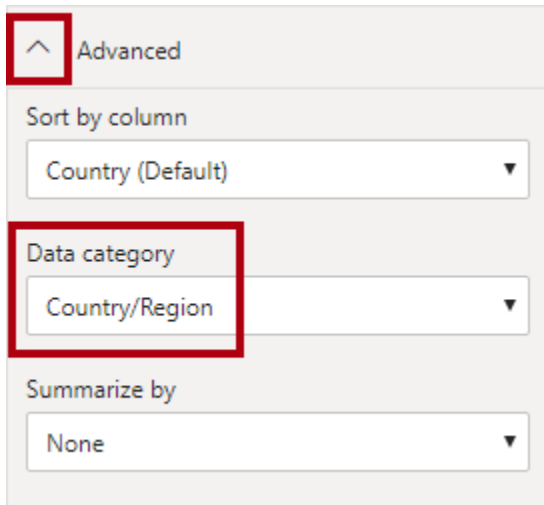 Advanced
Sort by column
Country (Default)
Data category
Country/Region
Summarize by
None